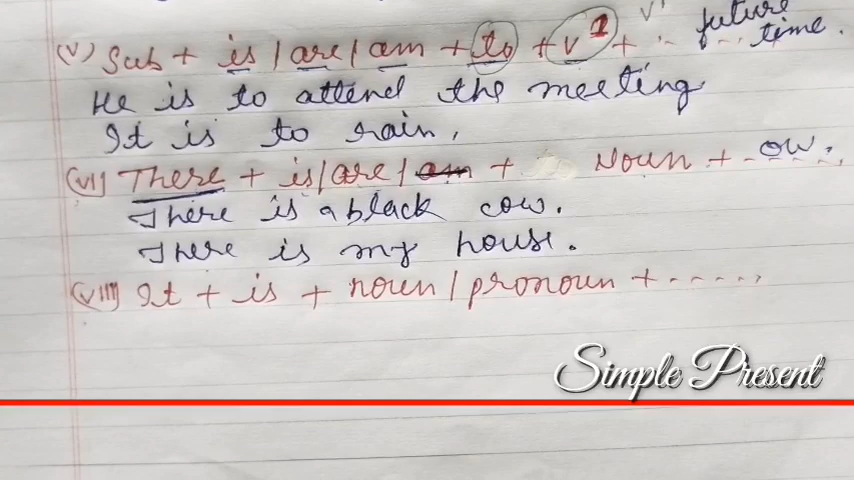 V¹ future
(v) Sub + is / are / am + to + v¹ + .. ... time.
He is to attend the meeting
It is to rain,
(VI) There + is/are/am + Noun + ow.
There is a black cow.
There is my house.
(VIII) It + is + noun / pronoun + ......
Simple Present